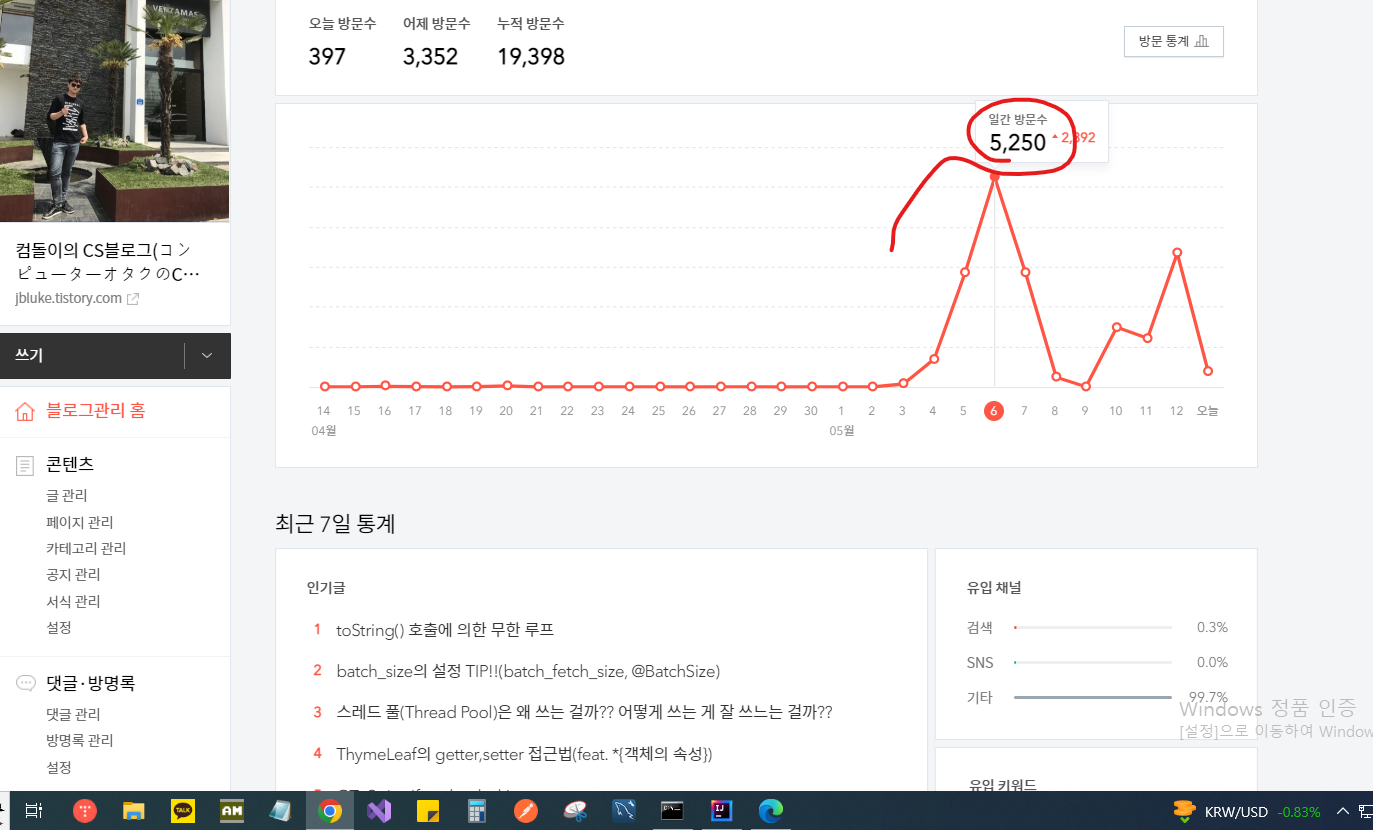 VENZAMAS
오늘 방문수 어제 방문수 누적 방문수
397 3,352 19,398
방문 통계
일간 방문수
5,250 2,892
컴돌이의 CS블로그(コン
ピューターオタクのC…
jbluke.tistory.com
쓰기
14 15 16 17 18 19 20 21 22 23 24 25 26 27 28 29 30 1 2 3 4 5 6 7 8 9 10 11 12 오늘
04월 05월
블로그관리 홈
콘텐츠
글 관리
페이지 관리
카테고리 관리
공지 관리
서식 관리
설정
댓글·방명록
댓글 관리
방명록 관리
설정
최근 7일 통계
인기글
1 toString() 호출에 의한 무한 루프
2 batch_size의 설정 TIP!!(batch_fetch_size, @BatchSize)
3 스레드 풀(Thread Pool)은 왜 쓰는 걸까?? 어떻게 쓰는 게 잘 쓰느는 걸까??
4 ThymeLeaf의 getter,setter 접근법(feat. *{객체의 속성})
유입 채널
검색 0.3%
SNS 0.0%
기타 99.7%
유입 키워드
Windows 정품 인증
[설정]으로 이동하여 Window
TALK
AM
IJ
KRW/USD -0.83%